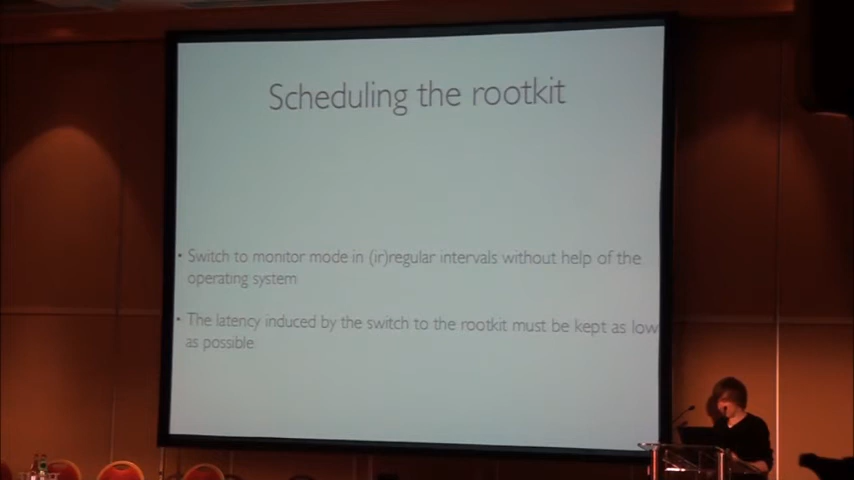 Scheduling the rootkit
• Switch to monitor mode in (ir)regular intervals without help of the
operating system
• The latency induced by the switch to the rootkit must be kept as low
as possible